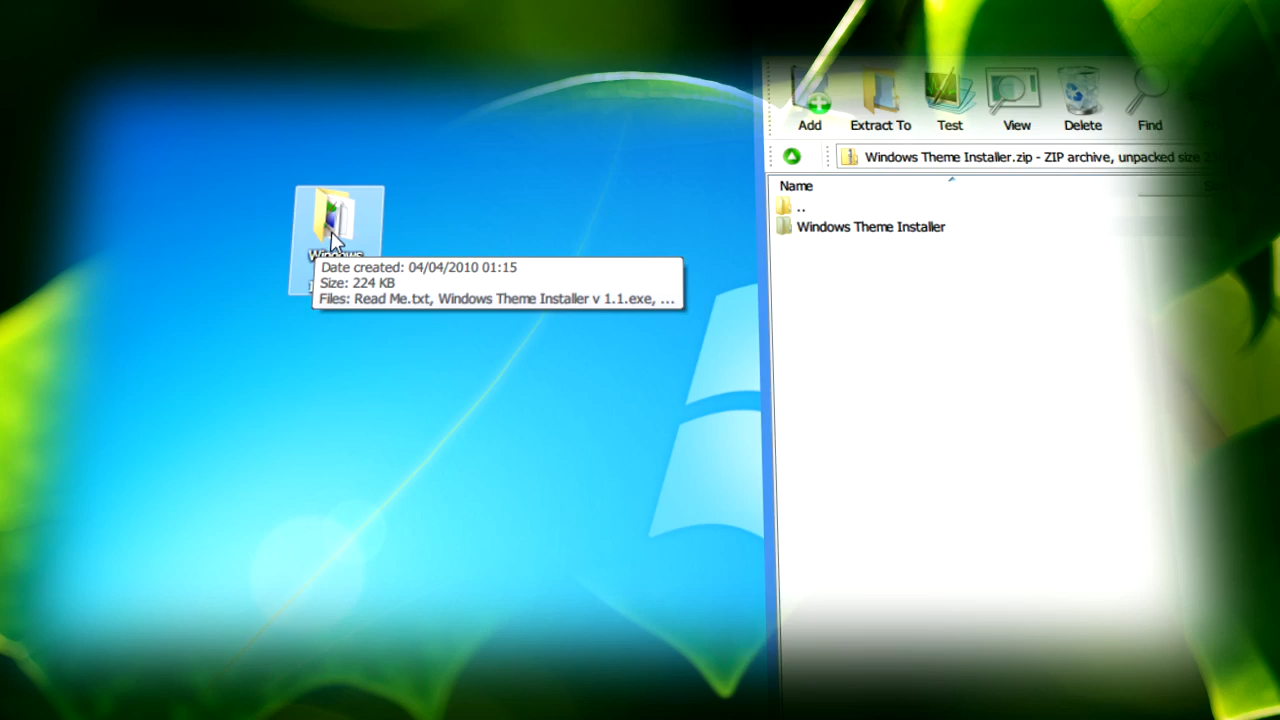 Add
Extract To
Test
View
Delete
Find
Windows Theme Installer.zip - ZIP archive, unpacked size
Name
..
Windows Theme Installer
Windows
Date created: 04/04/2010 01:15
Size: 224 KB
Files: Read Me.txt, Windows Theme Installer v 1.1.exe, ...